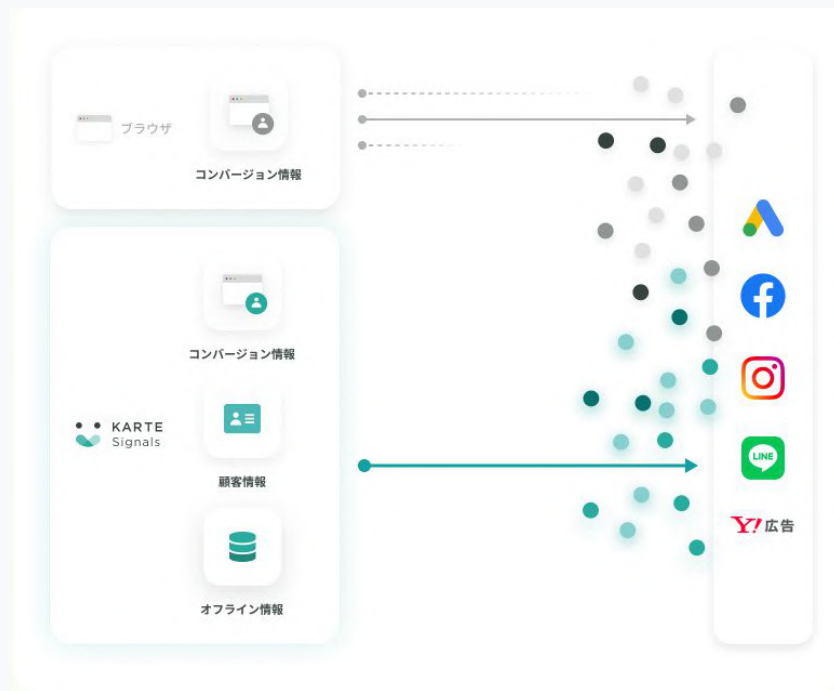 ブラウザ
コンバージョン情報
コンバージョン情報
KARTE
Signals
顧客情報
オフライン情報
LINE
Y! 広告